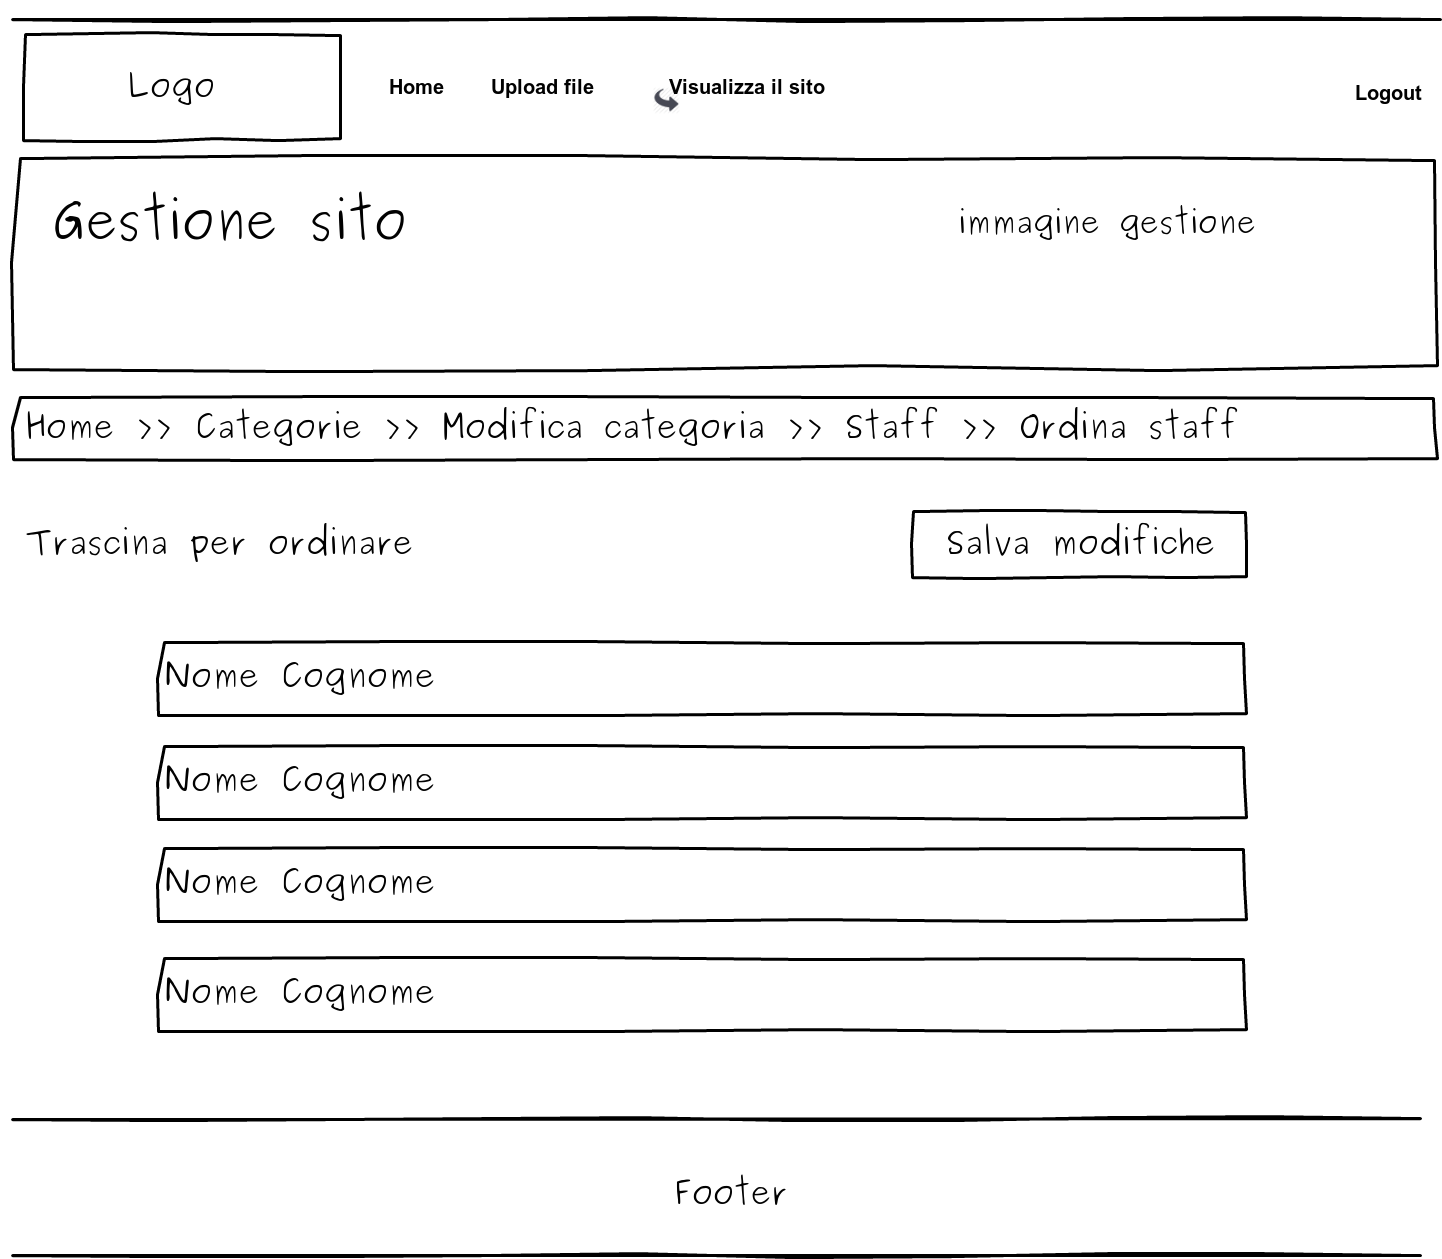 Logo
Home Upload file Visualizza il sito
Logout
Gestione sito
immagine gestione
Home >> Categorie >> Modifica categoria >> Staff >> Ordina staff
Trascina per ordinare
Salva modifiche
Nome Cognome
Nome Cognome
Nome Cognome
Nome Cognome
Footer